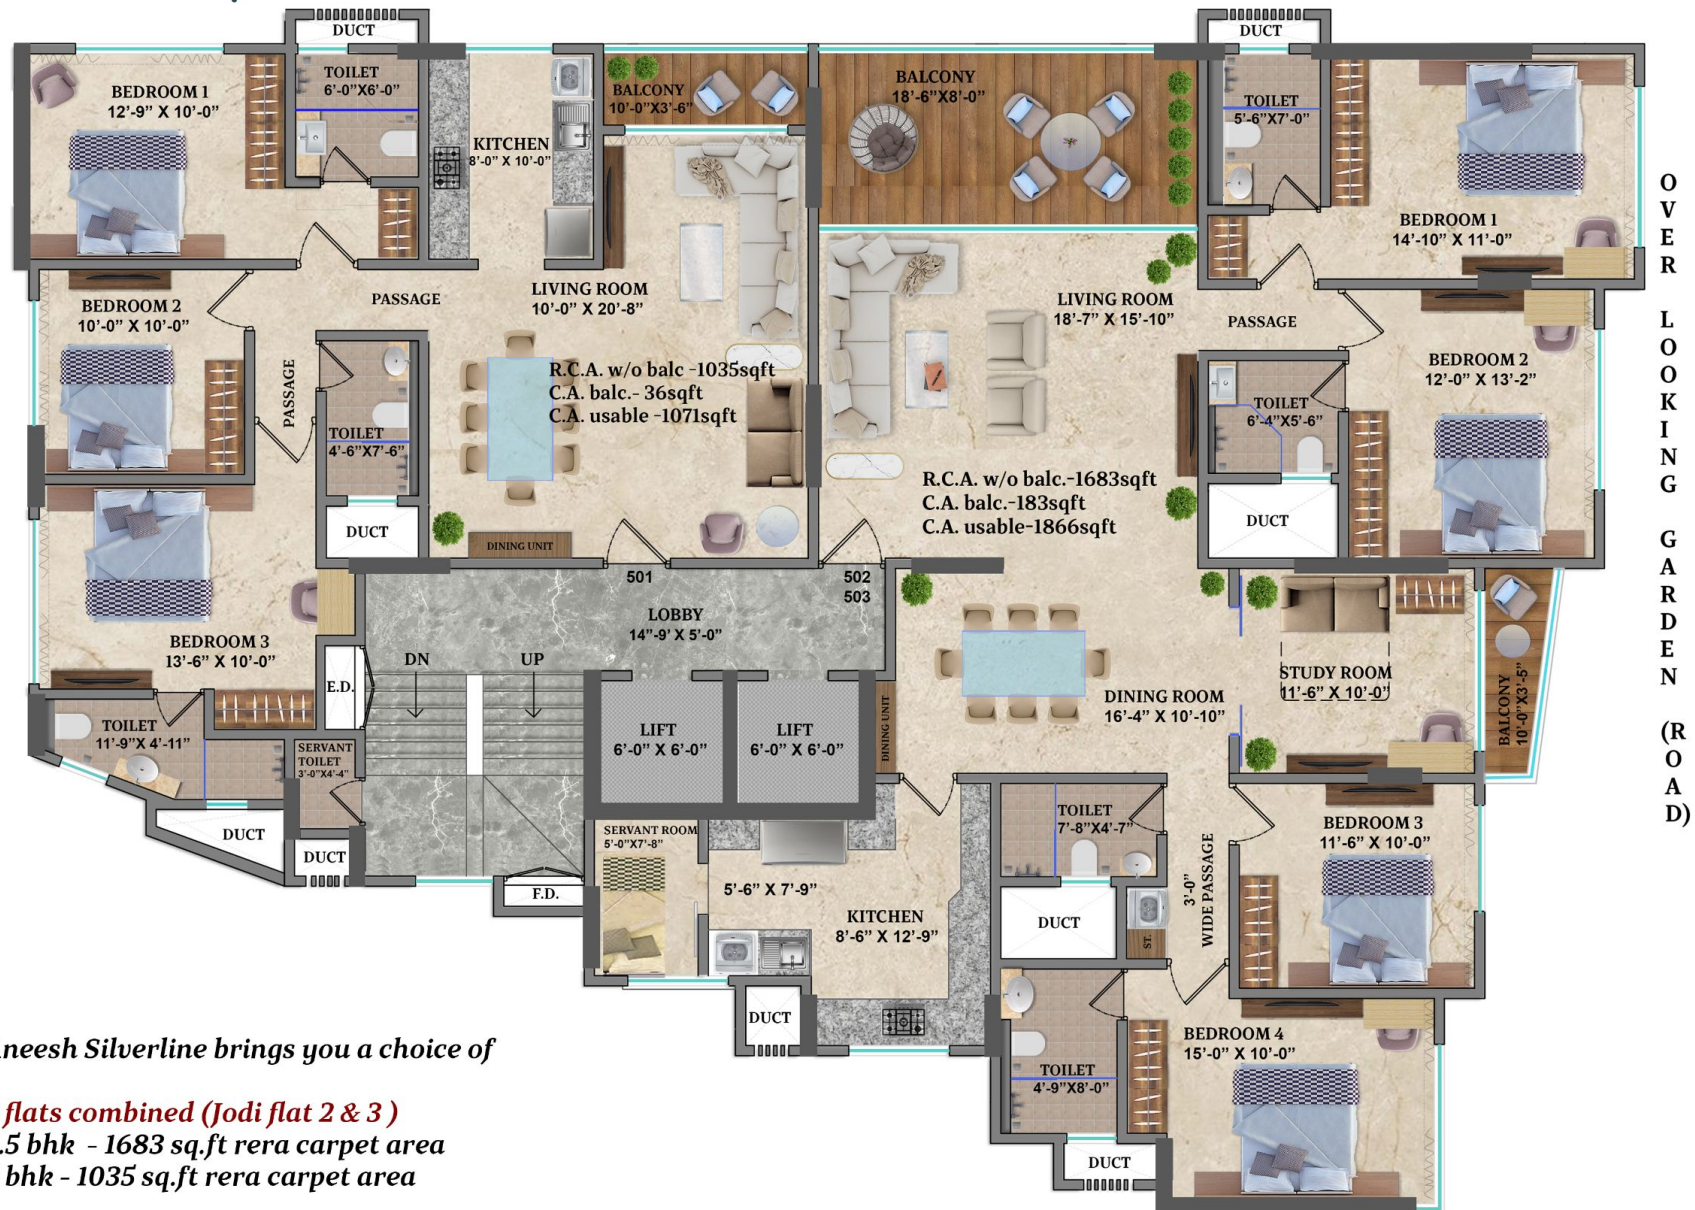 DUCT
DUCT
BEDROOM 1
12’-9” X 10’-0”
TOILET
6’-0”X6’-0”
KITCHEN
8’-0” X 10’-0”
BALCONY
10’-0”X3’-6”
BALCONY
18’-6”X8’-0”
TOILET
5’-6”X7’-0”
BEDROOM 1
14’-10” X 11’-0”
BEDROOM 2
10’-0” X 10’-0”
PASSAGE
LIVING ROOM
10’-0” X 20’-8”
LIVING ROOM
18’-7” X 15’-10”
PASSAGE
BEDROOM 2
12’-0” X 13’-2”
PASSAGE
R.C.A. w/o balc -1035sqft
C.A. balc.- 36sqft
C.A. usable -1071sqft
TOILET
4’-6”X7’-6”
TOILET
6’-4”X5’-6”
R.C.A. w/o balc.-1683sqft
C.A. balc.-183sqft
C.A. usable-1866sqft
DUCT
DUCT
DINING UNIT
501
502
503
LOBBY
14”-9’ X 5’-0”
BEDROOM 3
13’-6” X 10’-0”
DN
UP
E.D.
STUDY ROOM
11’-6” X 10’-0”
BALCONY
10’-0”X3’-5”
DINING ROOM
16’-4” X 10’-10”
DINING UNIT
LIFT
6’-0” X 6’-0”
LIFT
6’-0” X 6’-0”
TOILET
11’-9”X 4’-11”
SERVANT
TOILET
3’-0”X4’-4”
DUCT
DUCT
F.D.
SERVANT ROOM
5’-0”X7’-8”
5’-6” X 7’-9”
KITCHEN
8’-6” X 12’-9”
TOILET
7’-8”X4’-7”
BEDROOM 3
11’-6” X 10’-0”
3’-0”
WIDE PASSAGE
DUCT
ST.
DUCT
BEDROOM 4
15’-0” X 10’-0”
TOILET
4’-9”X8’-0”
DUCT
OVER LOOKING GARDEN (ROAD)
neesh Silverline brings you a choice of
flats combined (Jodi flat 2 & 3 )
.5 bhk - 1683 sq.ft rera carpet area
bhk - 1035 sq.ft rera carpet area